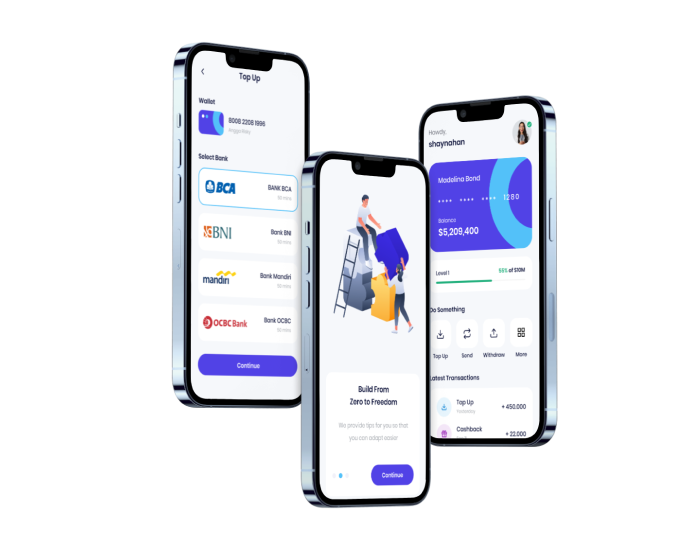 Top Up
Wallet
8008 2208 1996
Select Bank
BCA
BANK BCA
50 mins
BNI
Bank BNI
50 mins
mandiri
Bank Mandiri
50 mins
OCBC Bank
Bank OCBC
50 mins
Continue
Build From
Zero to Freedom
We provide tips for you so that
you can adapt easier
Continue
Howdy,
shaynahan
Madelina Bond
•••• •••• •••• 1280
Balance
$5,209,400
Level 1
55% of $10M
Do Something
Top Up
Send
Withdraw
More
Latest Transactions
Top Up
Yesterday
+ 450.000
Cashback
+ 22.000